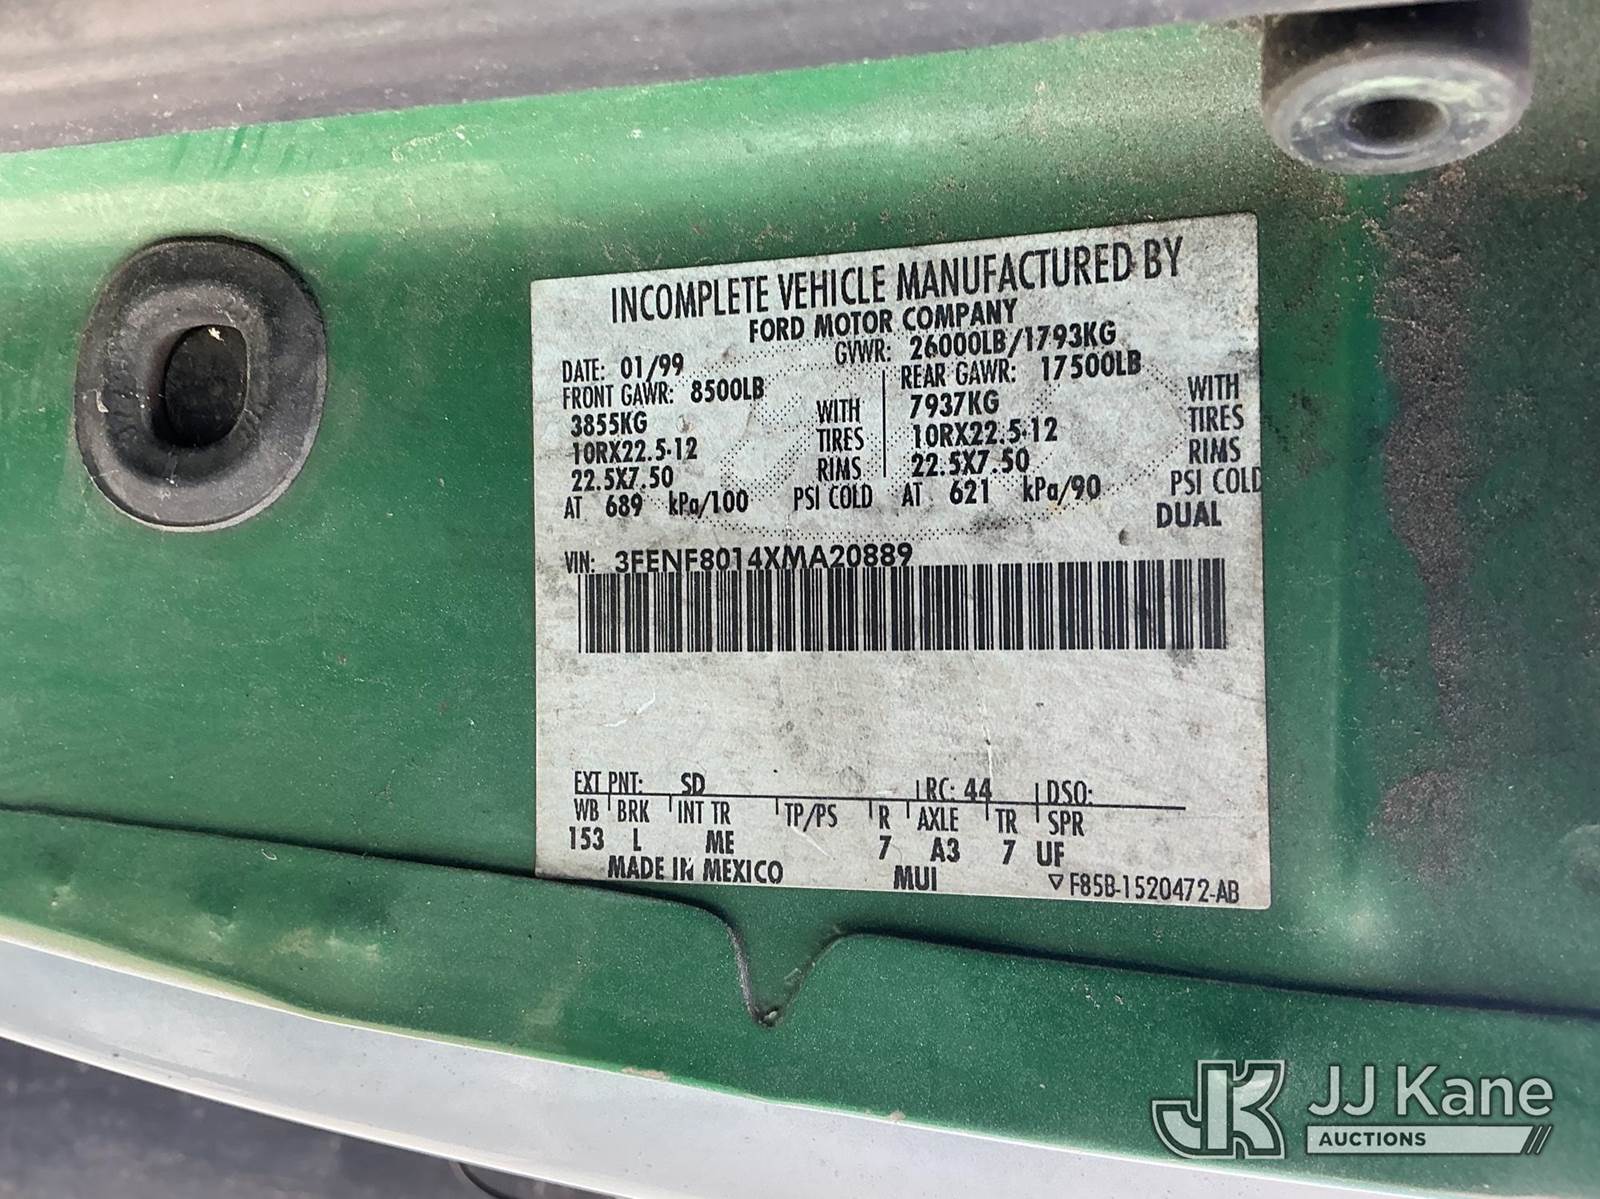 INCOMPLETE VEHICLE MANUFACTURED BY
FORD MOTOR COMPANY
DATE: 01/99 GVWR: 26000LB/1793KG
FRONT GAWR: 8500LB REAR GAWR: 17500LB
3855KG WITH 7937KG WITH
10RX22.5-12 TIRES 10RX22.5-12 TIRES
22.5X7.50 RIMS 22.5X7.50 RIMS
AT 689 kPa/100 PSI COLD AT 621 kPa/90 PSI COLD
DUAL
VIN: 3FENF8014XMA20889
EXT PNT: SD RC: 44 DSO:
WB BRK INT TR TP/PS R AXLE TR SPR
153 L ME 7 A3 7 UF
MADE IN MEXICO MUI F85B-1520472-AB
JK JJ Kane
AUCTIONS